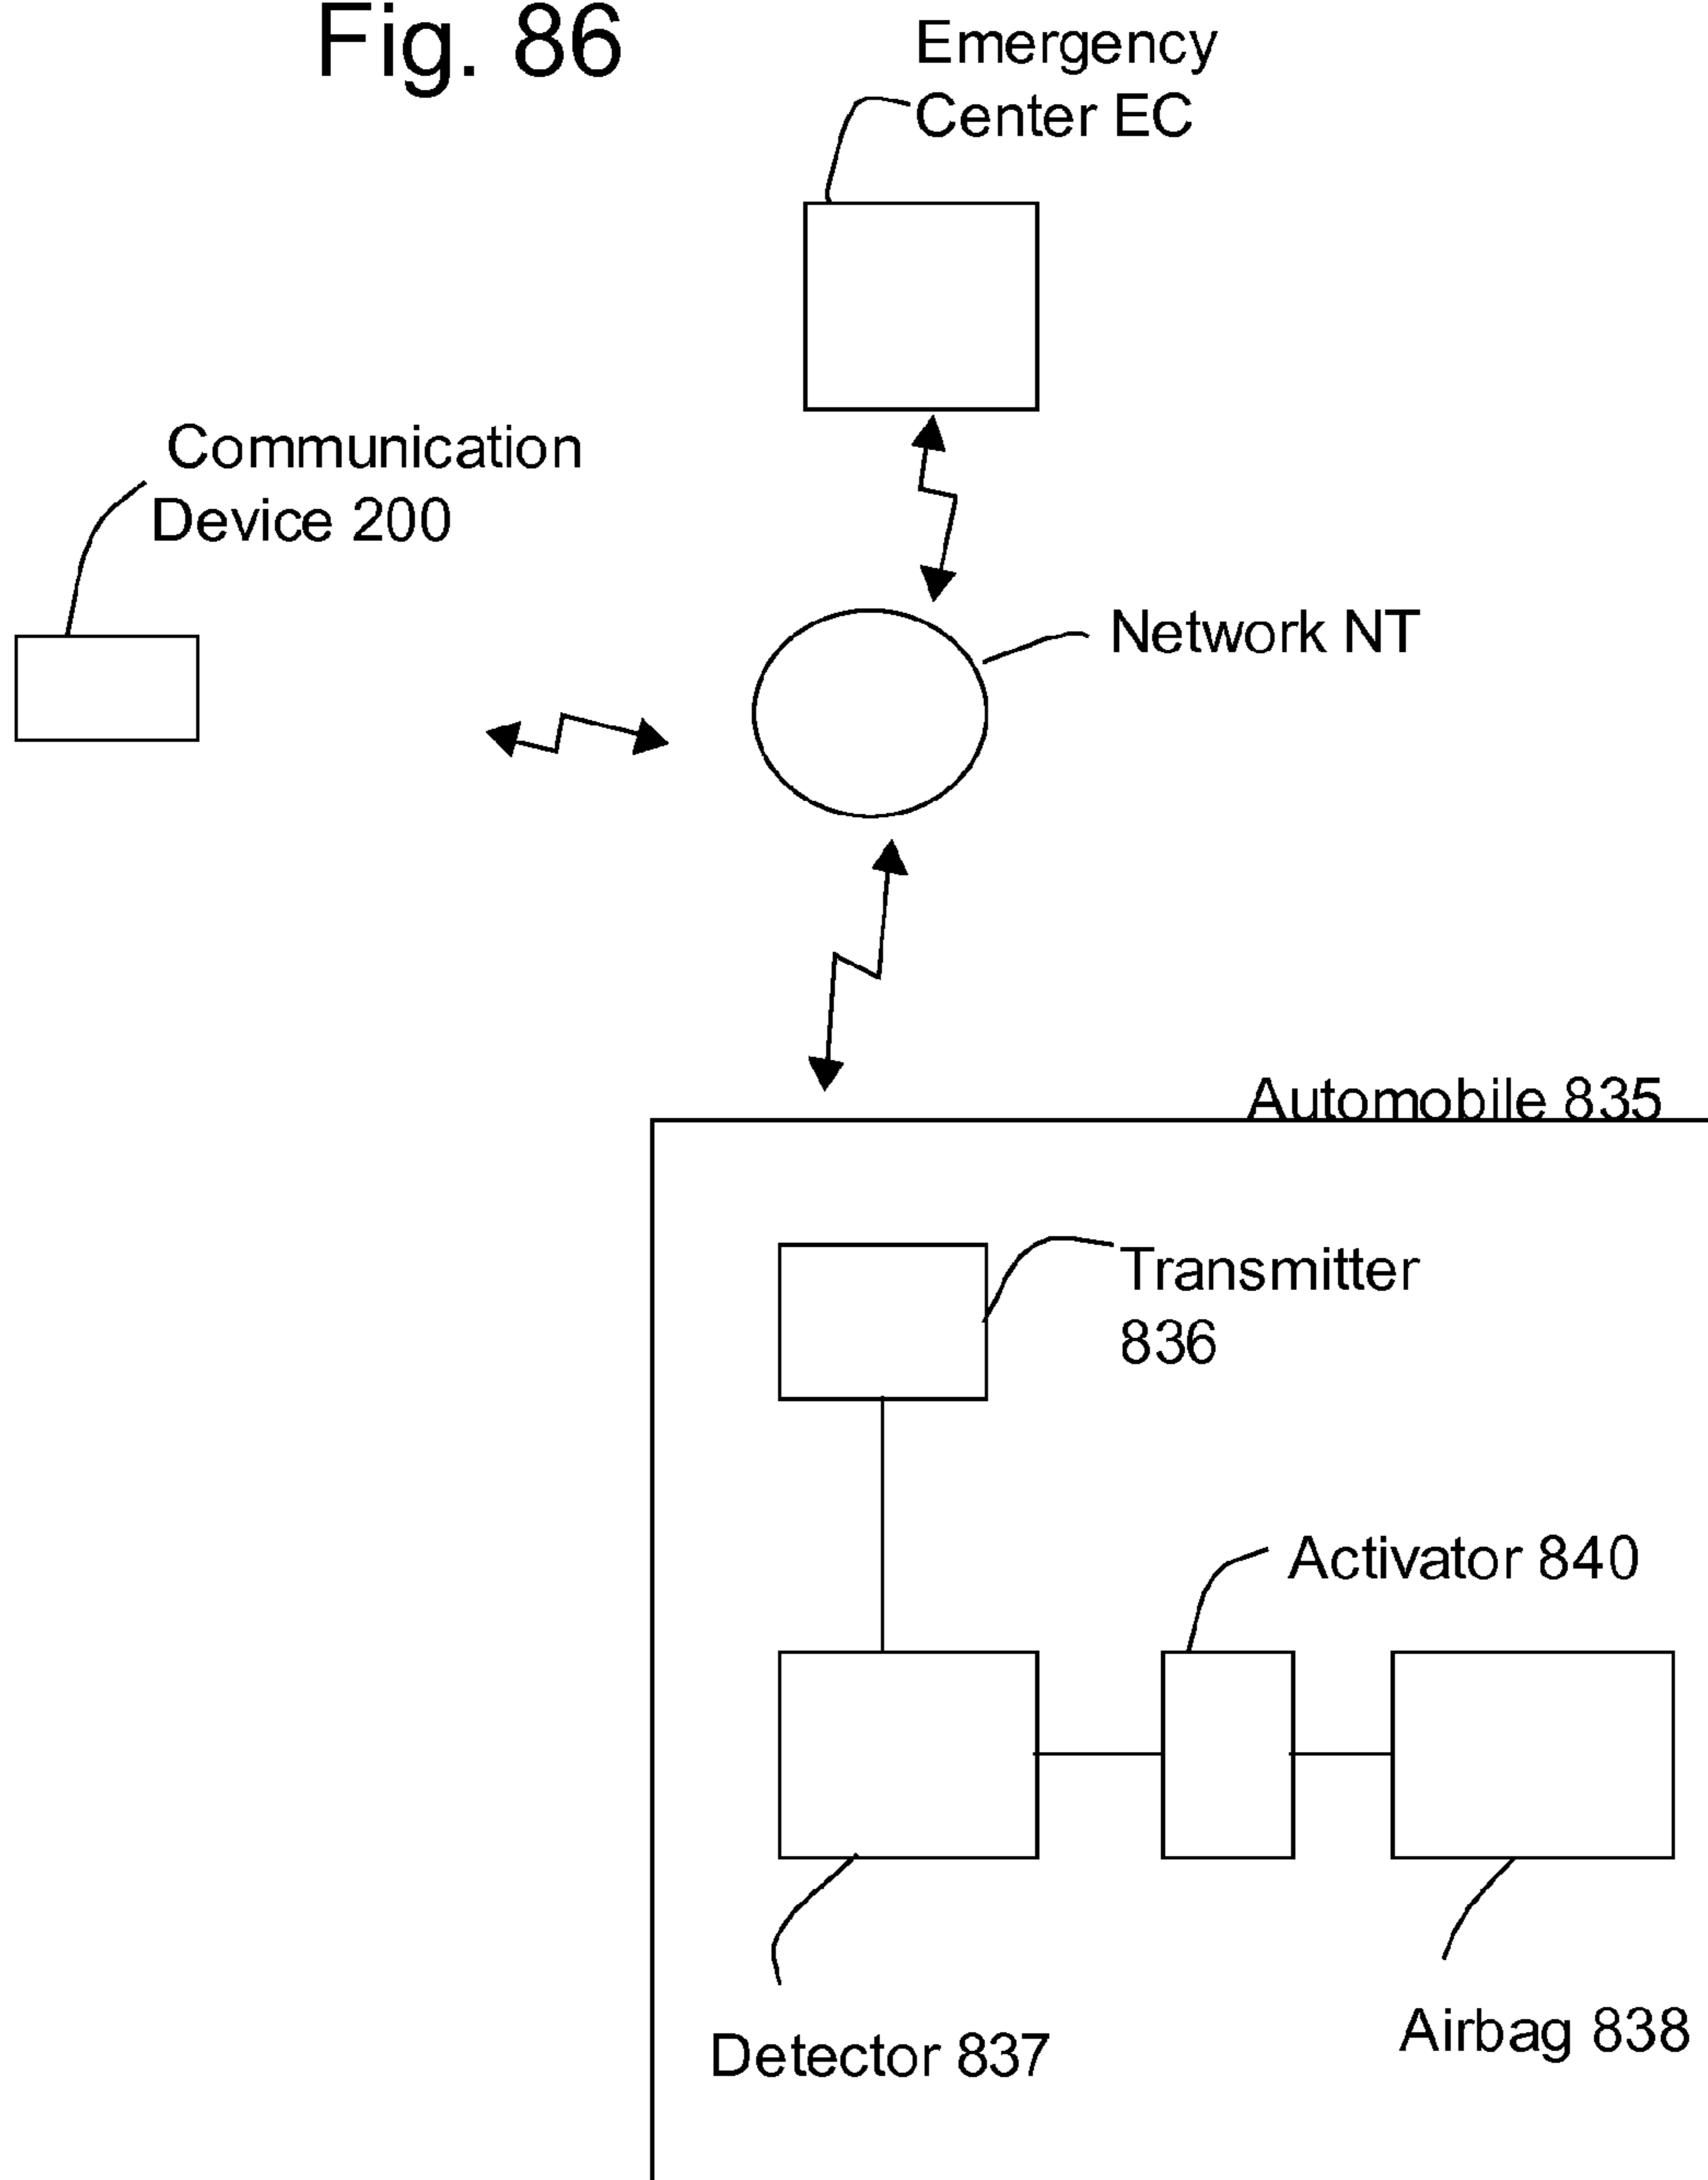 Fig. 86
Emergency
Center EC
Communication
Device 200
Network NT
Automobile 835
Transmitter
836
Activator 840
Detector 837
Airbag 838